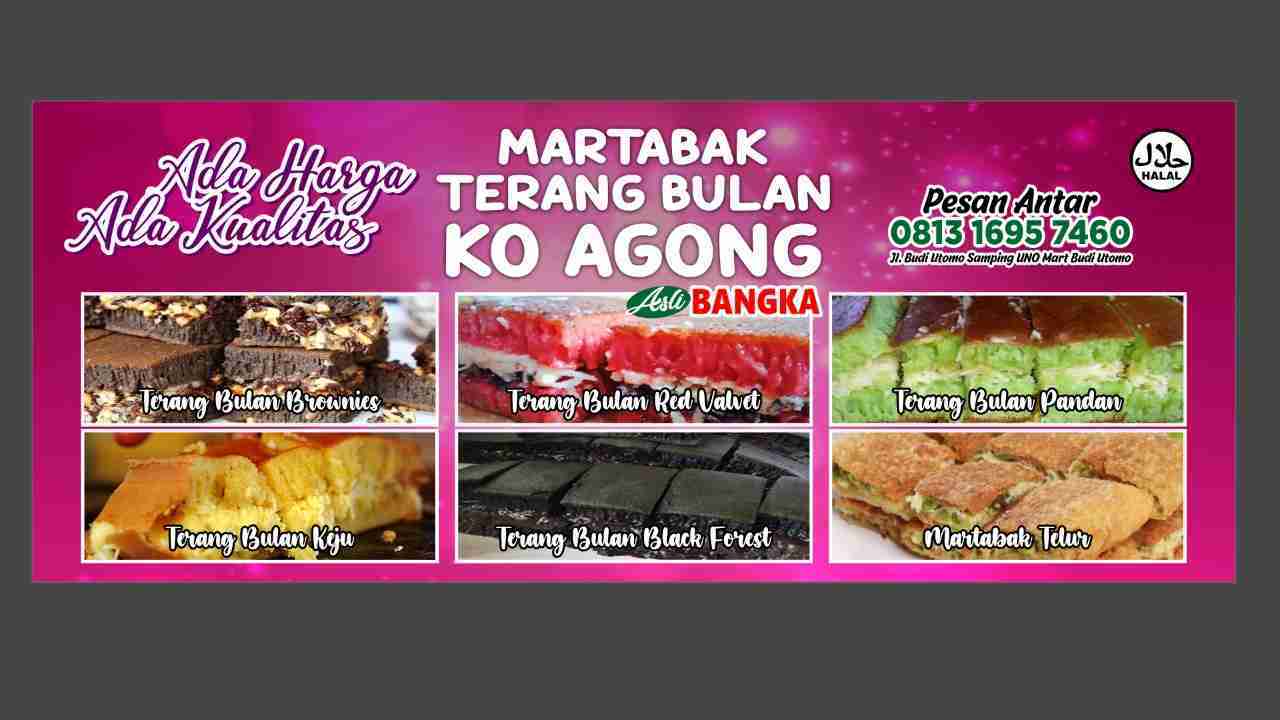 Ada Harga
Ada Kualitas
MARTABAK
TERANG BULAN
KO AGONG
Asli BANGKA
حلال
HALAL
Pesan Antar
0813 1695 7460
Jl. Budi Utomo Samping UNO Mart Budi Utomo
Terang Bulan Brownies
Terang Bulan Red Valvet
Terang Bulan Pandan
Terang Bulan Keju
Terang Bulan Black Forest
Martabak Telur